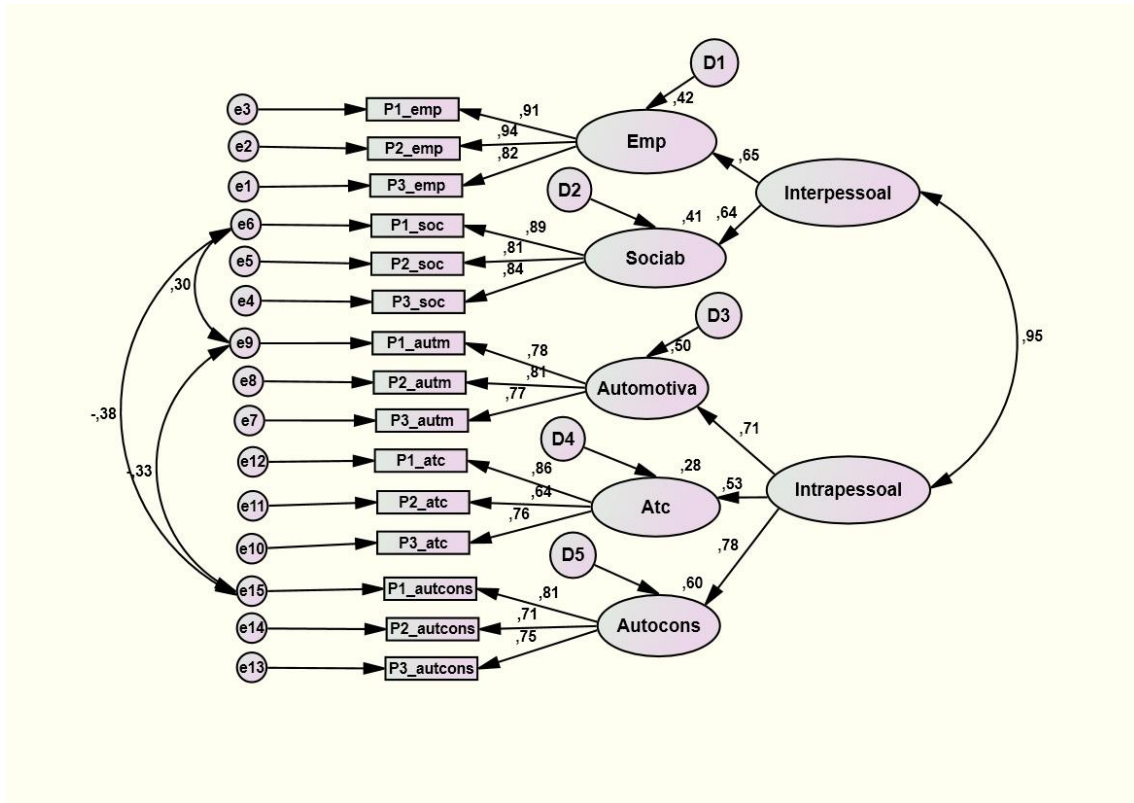 D1
e3 P1_emp ,91 ,42
e2 P2_emp ,94 Emp
e1 P3_emp ,82 ,65
D2 Interpessoal
e6 P1_soc ,89 ,41 ,64
e5 P2_soc ,81 Sociab
e4 P3_soc ,84
,30
D3
e9 P1_autm ,78 ,50 ,95
e8 P2_autm ,81 Automotiva
e7 P3_autm ,77
-,38
D4 ,71
e12 P1_atc ,86 ,28
-,33
e11 P2_atc ,64 Atc ,53 Intrapessoal
e10 P3_atc ,76
D5 ,78
e15 P1_autcons ,81 ,60
e14 P2_autcons ,71 Autocons
e13 P3_autcons ,75